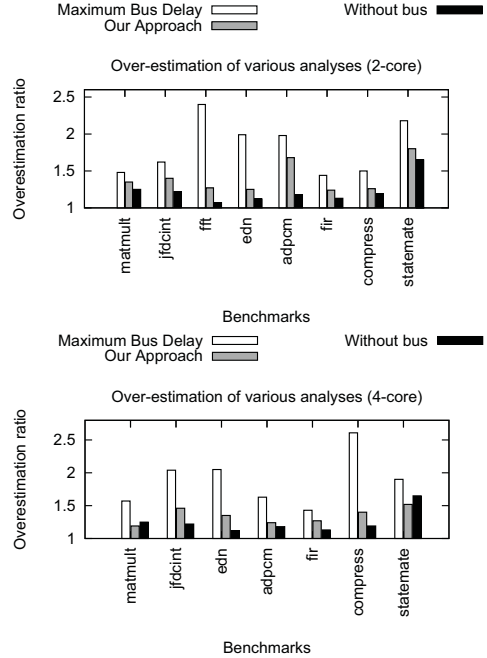 Maximum Bus Delay Without bus
Our Approach
Over-estimation of various analyses (2-core)
Overestimation ratio
2.5
2
1.5
1
matmult
jfdcint
fft
edn
adpcm
fir
compress
statemate
Benchmarks
Maximum Bus Delay Without bus
Our Approach
Over-estimation of various analyses (4-core)
Overestimation ratio
2.5
2
1.5
1
matmult
jfdcint
edn
adpcm
fir
compress
statemate
Benchmarks